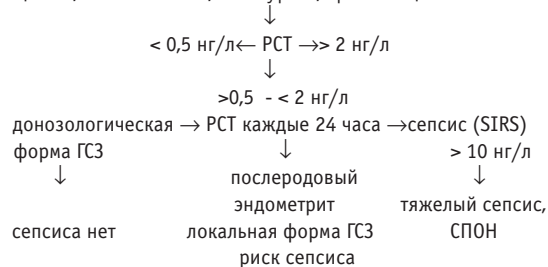 ↓
< 0,5 нг/л← PCT →> 2 нг/л
↓
>0,5 - < 2 нг/л
донозологическая → PCT каждые 24 часа →сепсис (SIRS)
форма ГСЗ ↓ > 10 нг/л
↓ послеродовый ↓
эндометрит тяжелый сепсис,
сепсиса нет локальная форма ГСЗ СПОН
риск сепсиса